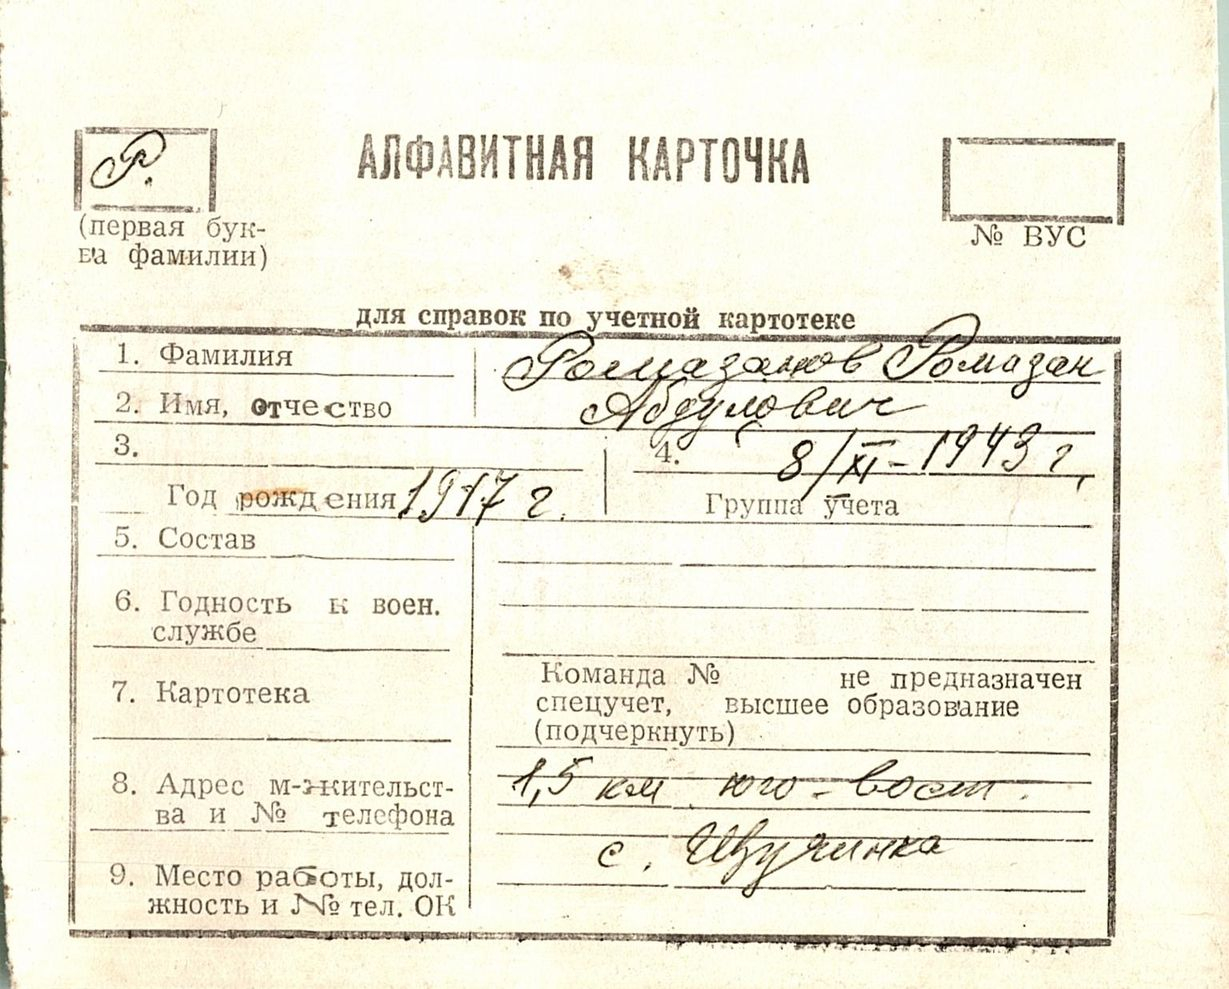 Р.
АЛФАВИТНАЯ КАРТОЧКА
(первая бук-
ва фамилии)
№ ВУС
для справок по учетной картотеке
1. Фамилия
Ромазанов Ромазан
2. Имя, отчество
Абдулович
3.
4.
8/XI-1943 г.
Год рождения 1917 г.
Группа учета
5. Состав
6. Годность к воен.
службе
7. Картотека
Команда № не предназначен
спецучет, высшее образование
(подчеркнуть)
8. Адрес м-жительст-
ва и № телефона
1,5 км юго-вост.
с. Щучинка
9. Место работы, дол-
жность и № тел. ОК